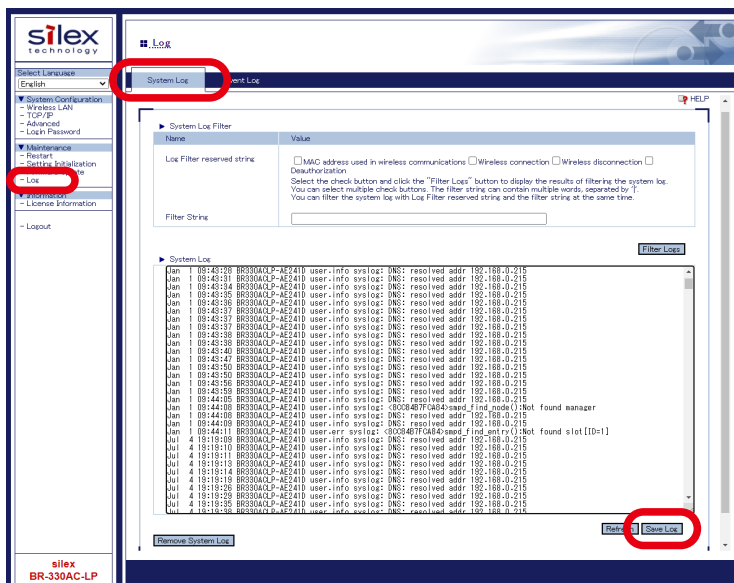 silex
technology
Select Language
English
▼ System Configuration
- Wireless LAN
- TCP/IP
- Advanced
- Login Password
▼ Maintenance
- Restart
- Setting Initialization
- Log
▼ Information
- License Information
- Logout
silex
BR-330AC-LP
Log
System Log
Event Log
HELP
▶ System Log Filter
Name Value
Log Filter reserved string
MAC address used in wireless communications Wireless connection Wireless disconnection
Deauthorization
Select the check button and click the "Filter Logs" button to display the results of filtering the system log.
You can select multiple check buttons. The filter string can contain multiple words, separated by '|'.
You can filter the system log with Log Filter reserved string and the filter string at the same time.
Filter String
Filter Logs
▶ System Log
Jan 1 09:43:28 BR330ACLP-AE241D user.info syslog: DNS: resolved addr 192.168.0.215
Jan 1 09:43:31 BR330ACLP-AE241D user.info syslog: DNS: resolved addr 192.168.0.215
Jan 1 09:43:34 BR330ACLP-AE241D user.info syslog: DNS: resolved addr 192.168.0.215
Jan 1 09:43:35 BR330ACLP-AE241D user.info syslog: DNS: resolved addr 192.168.0.215
Jan 1 09:43:36 BR330ACLP-AE241D user.info syslog: DNS: resolved addr 192.168.0.215
Jan 1 09:43:37 BR330ACLP-AE241D user.info syslog: DNS: resolved addr 192.168.0.215
Jan 1 09:43:37 BR330ACLP-AE241D user.info syslog: DNS: resolved addr 192.168.0.215
Jan 1 09:43:37 BR330ACLP-AE241D user.info syslog: DNS: resolved addr 192.168.0.215
Jan 1 09:43:38 BR330ACLP-AE241D user.info syslog: DNS: resolved addr 192.168.0.215
Jan 1 09:43:38 BR330ACLP-AE241D user.info syslog: DNS: resolved addr 192.168.0.215
Jan 1 09:43:40 BR330ACLP-AE241D user.info syslog: DNS: resolved addr 192.168.0.215
Jan 1 09:43:47 BR330ACLP-AE241D user.info syslog: DNS: resolved addr 192.168.0.215
Jan 1 09:43:50 BR330ACLP-AE241D user.info syslog: DNS: resolved addr 192.168.0.215
Jan 1 09:43:50 BR330ACLP-AE241D user.info syslog: DNS: resolved addr 192.168.0.215
Jan 1 09:43:56 BR330ACLP-AE241D user.info syslog: DNS: resolved addr 192.168.0.215
Jan 1 09:43:59 BR330ACLP-AE241D user.info syslog: DNS: resolved addr 192.168.0.215
Jan 1 09:44:05 BR330ACLP-AE241D user.info syslog: DNS: resolved addr 192.168.0.215
Jan 1 09:44:08 BR330ACLP-AE241D user.info syslog: <8CC84B7FCA84>smpd_find_node():Not found manager
Jan 1 09:44:08 BR330ACLP-AE241D user.info syslog: DNS: resolved addr 192.168.0.215
Jan 1 09:44:09 BR330ACLP-AE241D user.info syslog: DNS: resolved addr 192.168.0.215
Jan 1 09:44:11 BR330ACLP-AE241D user.err syslog: <8CC84B7FCA84>smpd_find_entry():Not found slot[ID=1]
Jul 4 19:19:09 BR330ACLP-AE241D user.info syslog: DNS: resolved addr 192.168.0.215
Jul 4 19:19:10 BR330ACLP-AE241D user.info syslog: DNS: resolved addr 192.168.0.215
Jul 4 19:19:11 BR330ACLP-AE241D user.info syslog: DNS: resolved addr 192.168.0.215
Jul 4 19:19:13 BR330ACLP-AE241D user.info syslog: DNS: resolved addr 192.168.0.215
Jul 4 19:19:14 BR330ACLP-AE241D user.info syslog: DNS: resolved addr 192.168.0.215
Jul 4 19:19:19 BR330ACLP-AE241D user.info syslog: DNS: resolved addr 192.168.0.215
Jul 4 19:19:26 BR330ACLP-AE241D user.info syslog: DNS: resolved addr 192.168.0.215
Jul 4 19:19:29 BR330ACLP-AE241D user.info syslog: DNS: resolved addr 192.168.0.215
Jul 4 19:19:35 BR330ACLP-AE241D user.info syslog: DNS: resolved addr 192.168.0.215
Jul 4 19:19:38 BR330ACLP-AE241D user.info syslog: DNS: resolved addr 192.168.0.215
Refresh Save Log
Remove System Log